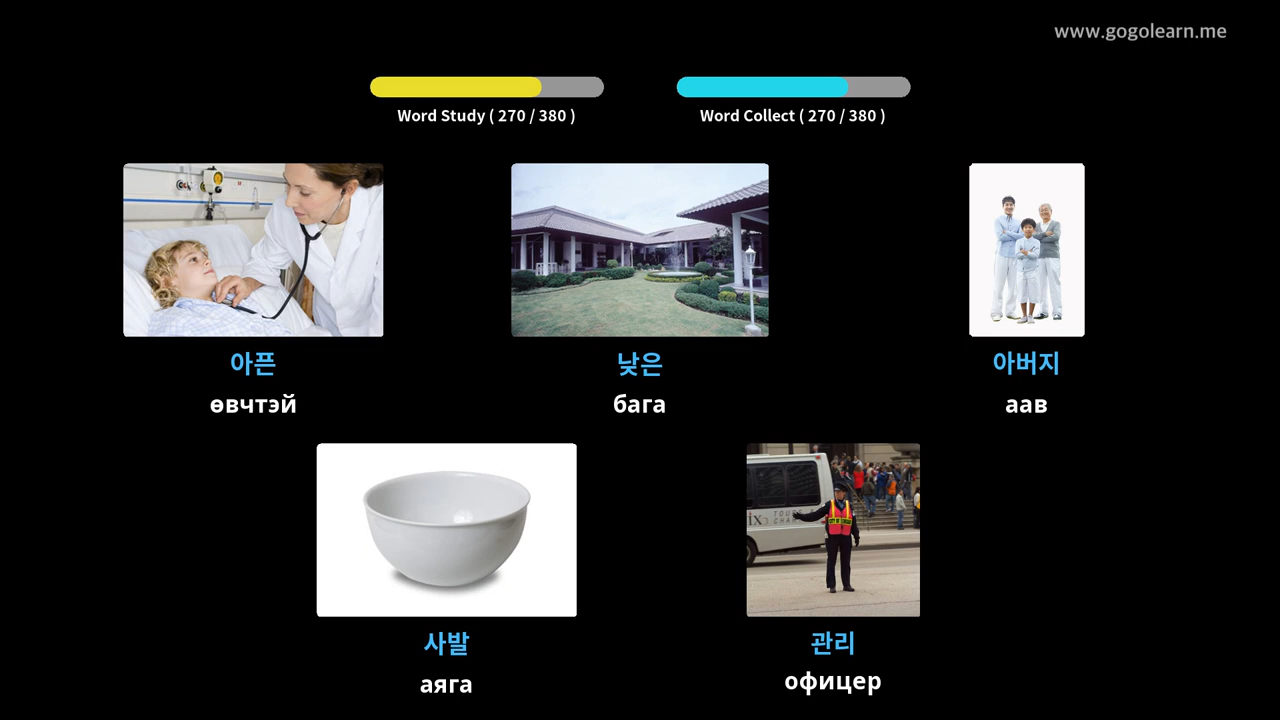 www.gogolearn.me
Word Study ( 270 / 380 )
Word Collect ( 270 / 380 )
아픈
낮은
아버지
өвчтэй
бага
аав
사발
관리
аяга
офицер